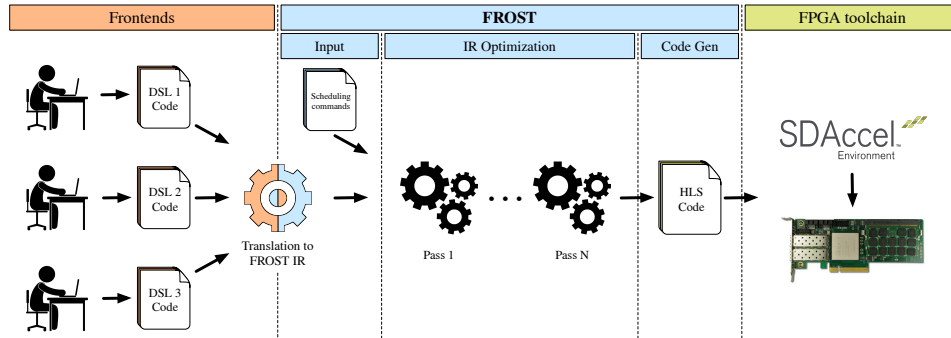 Frontends
FROST
FPGA toolchain
Input
IR Optimization
Code Gen
DSL 1
Code
Scheduling
commands
DSL 2
Code
Translation to
FROST IR
DSL 3
Code
Pass 1
Pass N
HLS
Code
SDAccel™
Environment